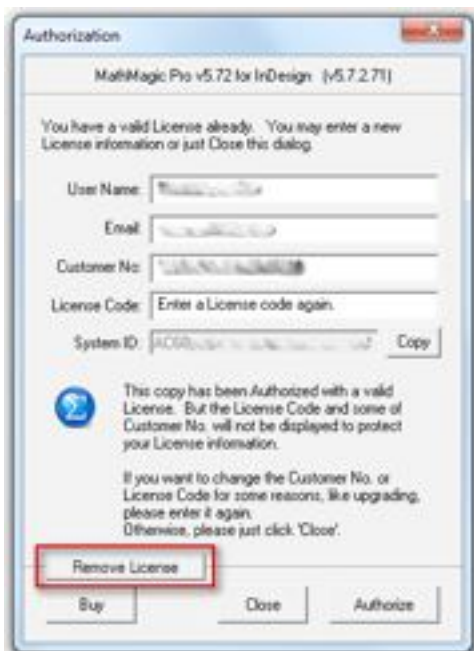 Authorization
MathMagic Pro v5.72 for InDesign (v5.7.2.71)
You have a valid License already. You may enter a new
License information or just Close this dialog.
User Name:
Email:
Customer No:
License Code: Enter a License code again.
System ID: Copy
This copy has been Authorized with a valid
License. But the License Code and some of
Customer No. will not be displayed to protect
your License information.
If you want to change the Customer No. or
License Code for some reasons, like upgrading,
please enter it again.
Otherwise, please just click 'Close'.
Remove License
Buy Close Authorize